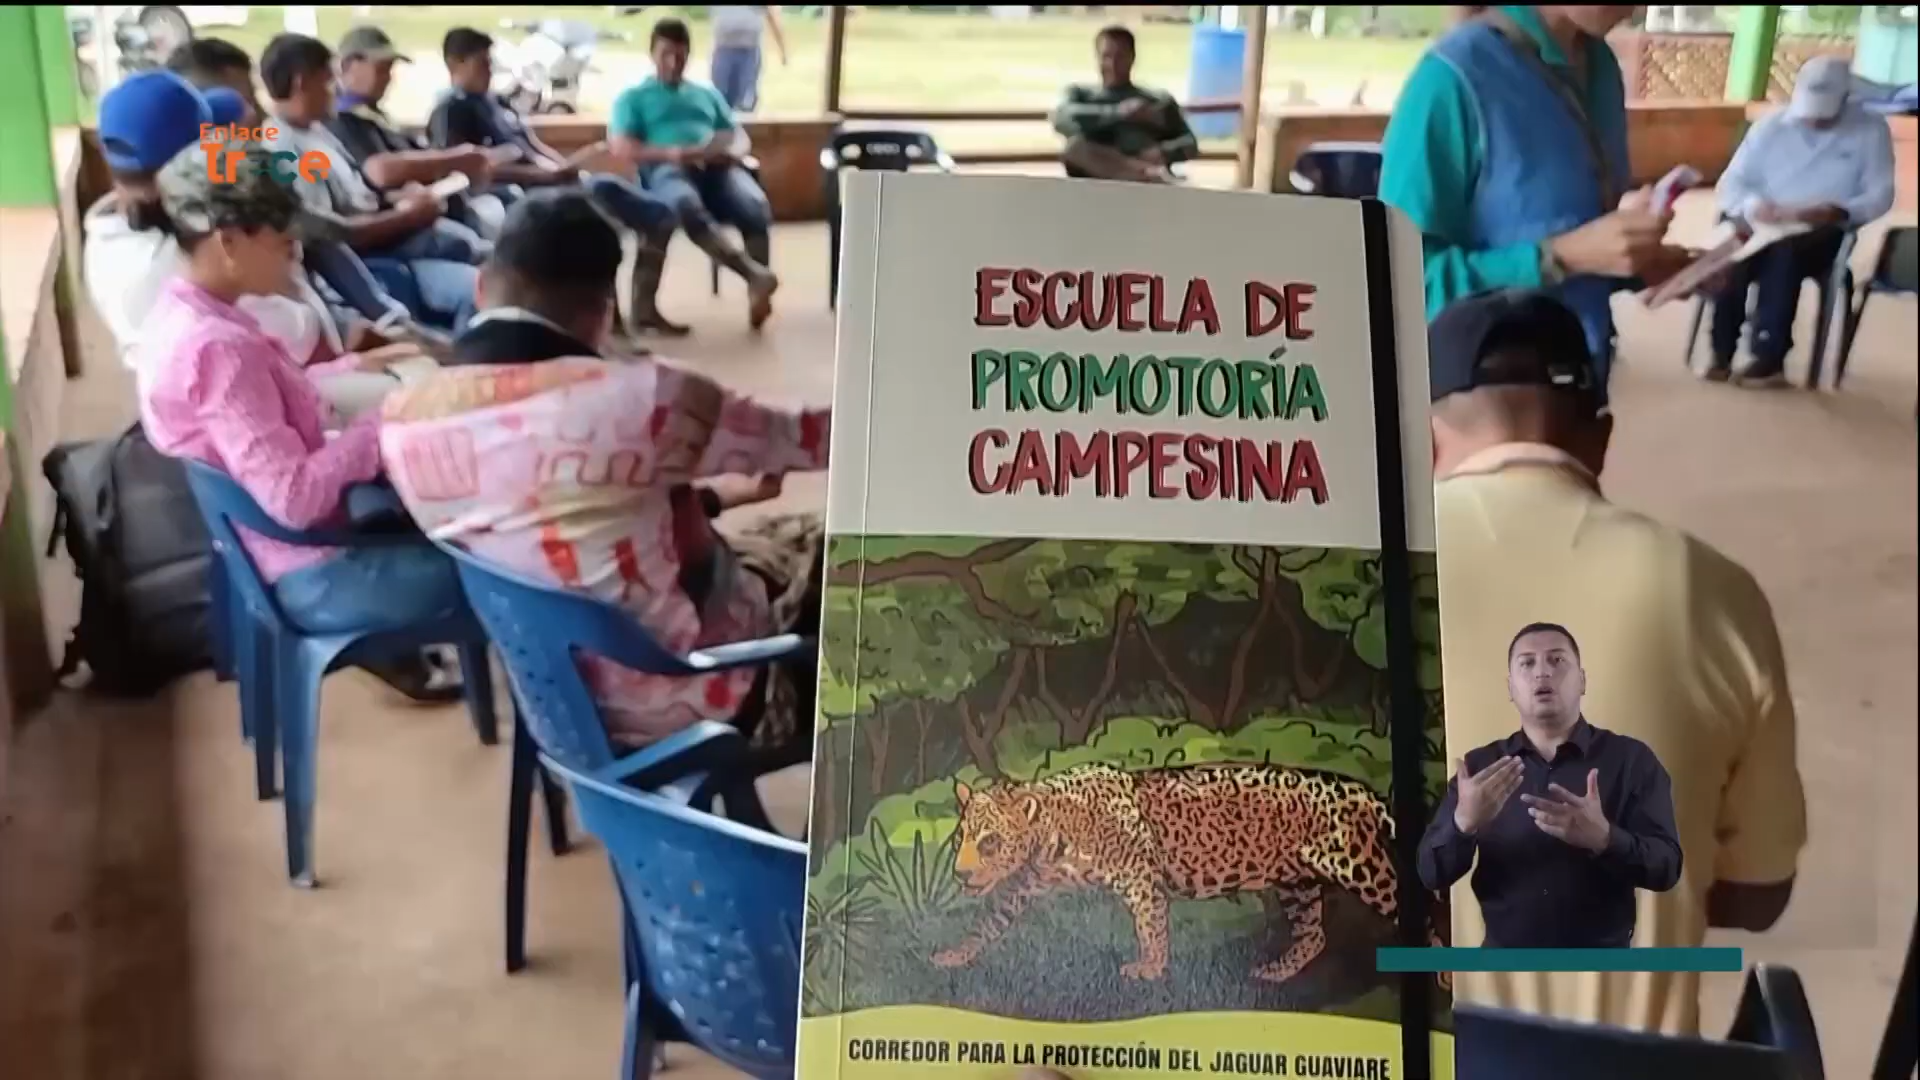 Enlace
trece
ESCUELA DE
PROMOTORÍA
CAMPESINA
CORREDOR PARA LA PROTECCIÓN DEL JAGUAR GUAVIARE